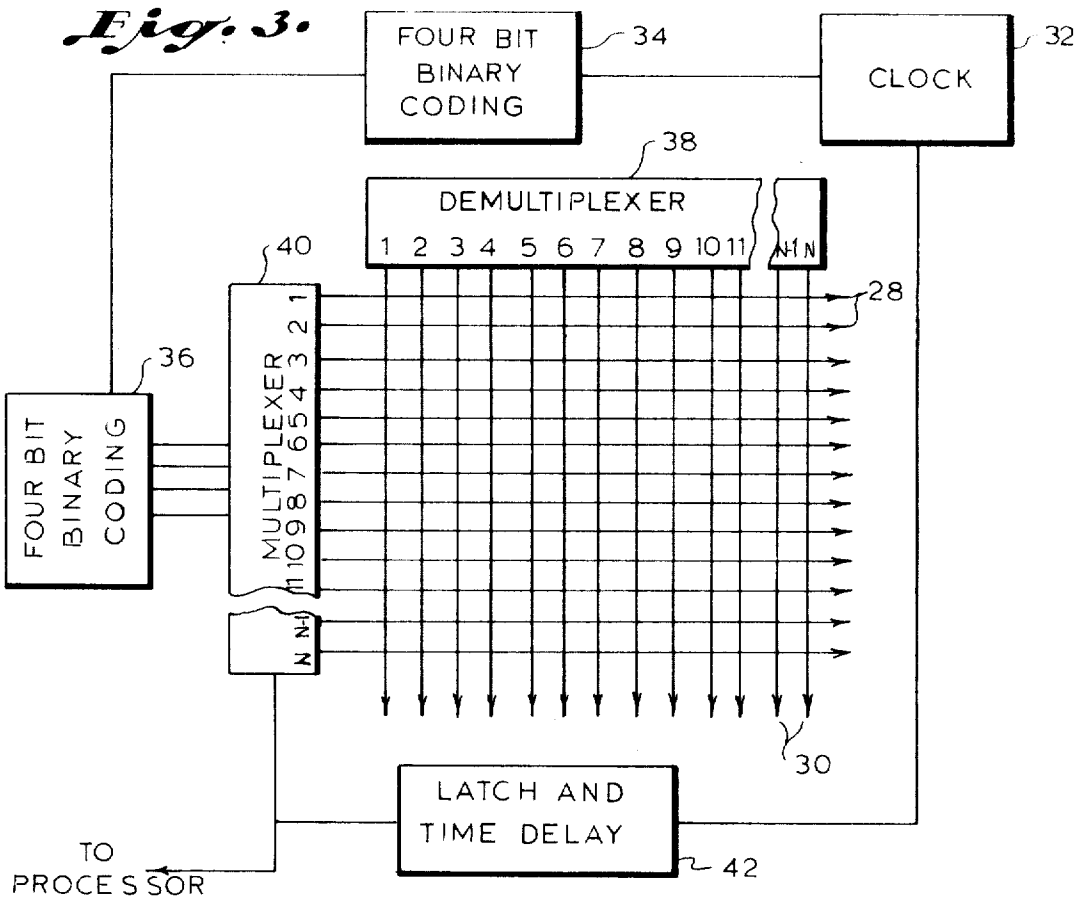 Fig. 3.
FOUR BIT
BINARY
CODING
34
CLOCK
32
38
DEMULTIPLEXER
1 2 3 4 5 6 7 8 9 10 11 N-1 N
40
MULTIPLEXER
1
2
3
4
5
6
7
8
9
10
11
N-1
N
28
36
FOUR BIT
BINARY
CODING
30
LATCH AND
TIME DELAY
42
TO
PROCESSOR